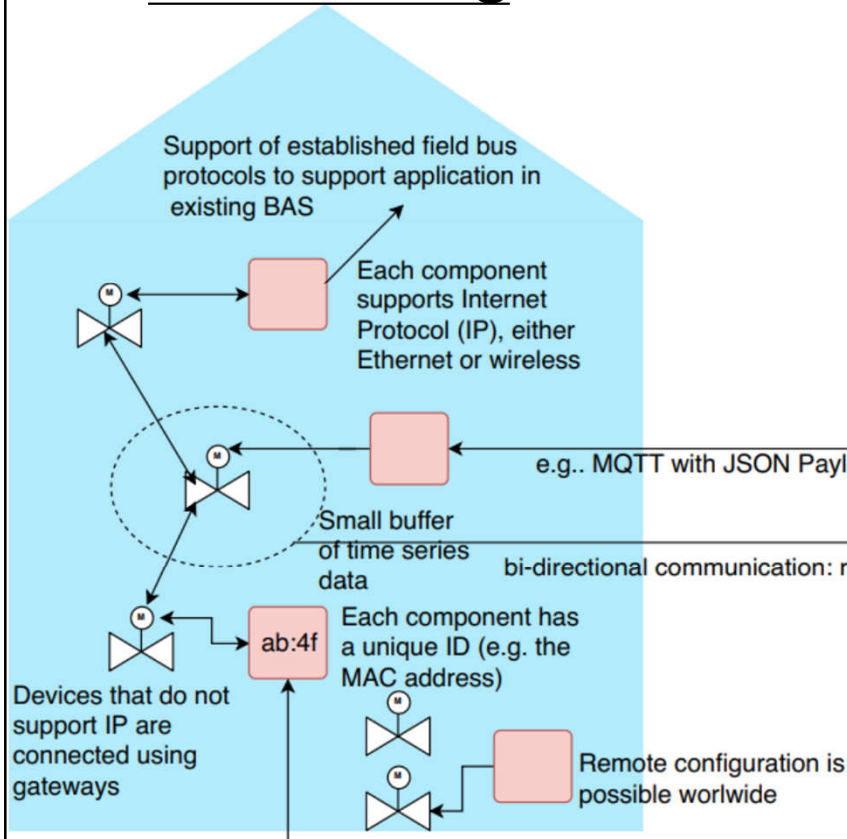 Support of established field bus
protocols to support application in
existing BAS
Each component
supports Internet
Protocol (IP), either
Ethernet or wireless
M
M
e.g.. MQTT with JSON Payl
Small buffer
of time series
data
bi-directional communication: r
M
ab:4f
Each component has
a unique ID (e.g. the
MAC address)
Devices that do not
support IP are
connected using
gateways
M
M
Remote configuration is
possible worlwide